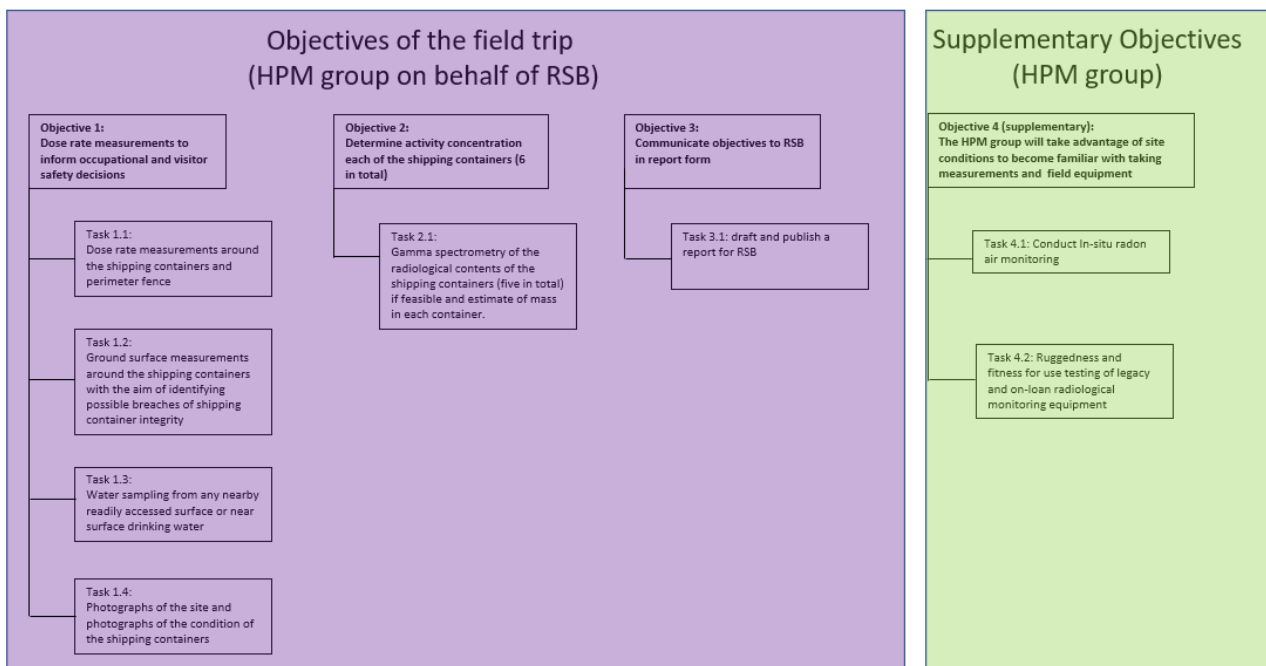 Objectives of the field trip
(HPM group on behalf of RSB)
Objective 1:
Dose rate measurements to
inform occupational and visitor
safety decisions
Task 1.1:
Dose rate measurements around
the shipping containers and
perimeter fence
Task 1.2:
Ground surface measurements
around the shipping containers
with the aim of identifying
possible breaches of shipping
container integrity
Task 1.3:
Water sampling from any nearby
readily accessed surface or near
surface drinking water
Task 1.4:
Photographs of the site and
photographs of the condition of
the shipping containers
Objective 2:
Determine activity concentration
each of the shipping containers (6
in total)
Task 2.1:
Gamma spectrometry of the
radiological contents of the
shipping containers (five in total)
if feasible and estimate of mass
in each container.
Objective 3:
Communicate objectives to RSB
in report form
Task 3.1: draft and publish a
report for RSB
Supplementary Objectives
(HPM group)
Objective 4 (supplementary):
The HPM group will take advantage of site
conditions to become familiar with taking
measurements and field equipment
Task 4.1: Conduct In-situ radon
air monitoring
Task 4.2: Ruggedness and
fitness for use testing of legacy
and on-loan radiological
monitoring equipment